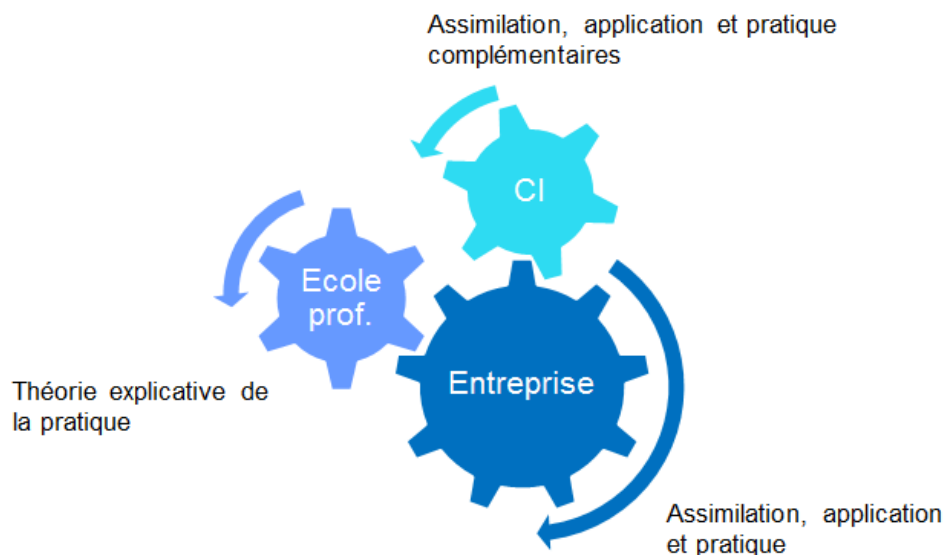 Assimilation, application et pratique
complémentaires
CI
Ecole
prof.
Entreprise
Théorie explicative de
la pratique
Assimilation, application
et pratique